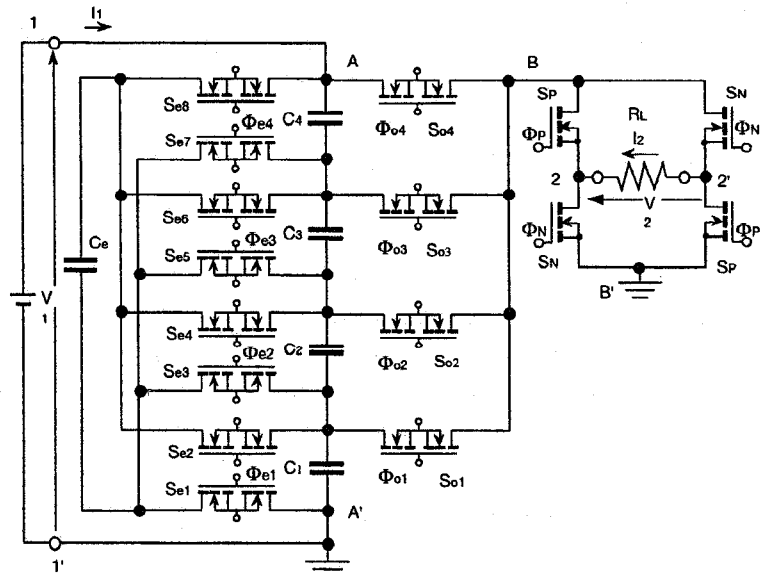 1 I1 A B
Se8 Φe4 C4 Φo4 So4 SP RL SN
Se7 ΦP I2 ΦN
2 2'
Se6 Φe3 C3 Φo3 So3 V 2
Ce Se5 ΦN ΦP
SN SP
V 1 B'
Se4 Φe2 C2 Φo2 So2
Se3
Se2 Φe1 C1 Φo1 So1
Se1 A'
1'